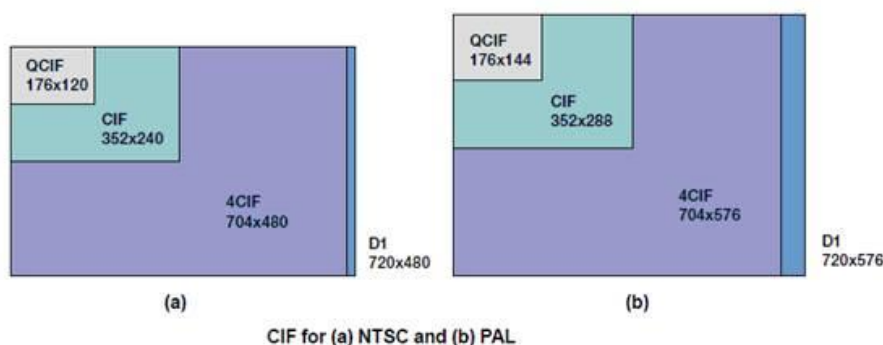 QCIF
176x120
CIF
352x240
4CIF
704x480
D1
720x480
(a)
QCIF
176x144
CIF
352x288
4CIF
704x576
D1
720x576
(b)
CIF for (a) NTSC and (b) PAL